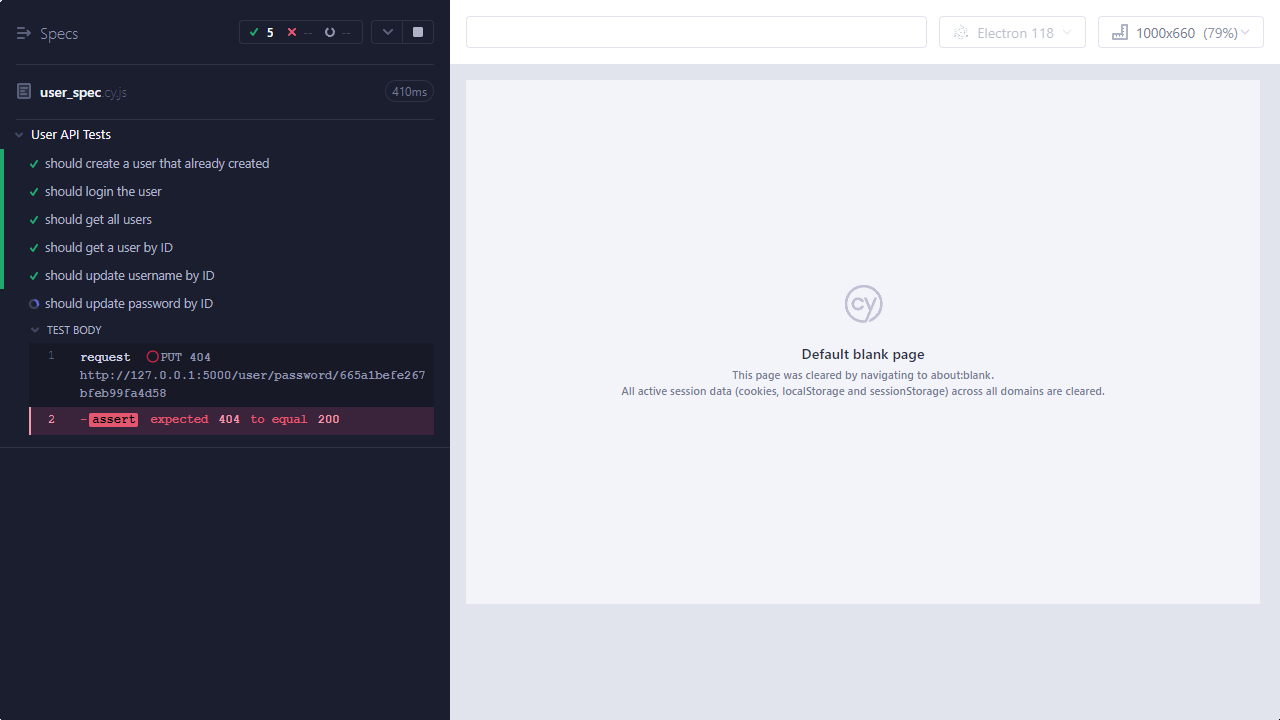 Specs
5 -- --
user_spec.cy.js
410ms
User API Tests
should create a user that already created
should login the user
should get all users
should get a user by ID
should update username by ID
should update password by ID
TEST BODY
1 request PUT 404
http://127.0.0.1:5000/user/password/665a1befe267
bfeb99fa4d58
2 -assert expected 404 to equal 200
Electron 118
1000x660 (79%)
cy
Default blank page
This page was cleared by navigating to about:blank.
All active session data (cookies, localStorage and sessionStorage) across all domains are cleared.